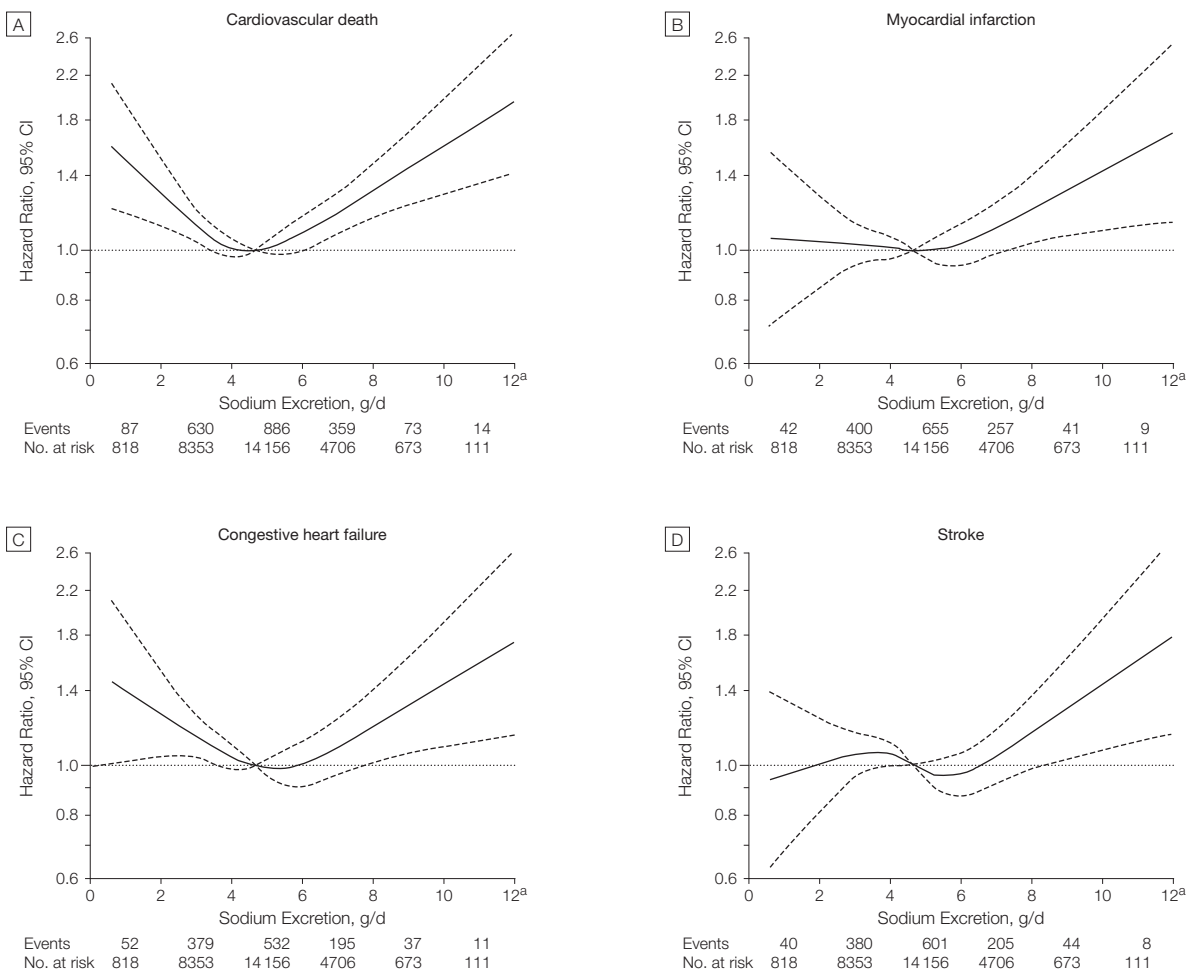 A
Cardiovascular death
2.6
2.2
1.8
1.4
1.0
0.8
0.6
Hazard Ratio, 95% CI
0 2 4 6 8 10 12a
Sodium Excretion, g/d
Events 87 630 886 359 73 14
No. at risk 818 8353 14 156 4706 673 111
B
Myocardial infarction
2.6
2.2
1.8
1.4
1.0
0.8
0.6
Hazard Ratio, 95% CI
0 2 4 6 8 10 12a
Sodium Excretion, g/d
Events 42 400 655 257 41 9
No. at risk 818 8353 14 156 4706 673 111
C
Congestive heart failure
2.6
2.2
1.8
1.4
1.0
0.8
0.6
Hazard Ratio, 95% CI
0 2 4 6 8 10 12a
Sodium Excretion, g/d
Events 52 379 532 195 37 11
No. at risk 818 8353 14 156 4706 673 111
D
Stroke
2.6
2.2
1.8
1.4
1.0
0.8
0.6
Hazard Ratio, 95% CI
0 2 4 6 8 10 12a
Sodium Excretion, g/d
Events 40 380 601 205 44 8
No. at risk 818 8353 14 156 4706 673 111